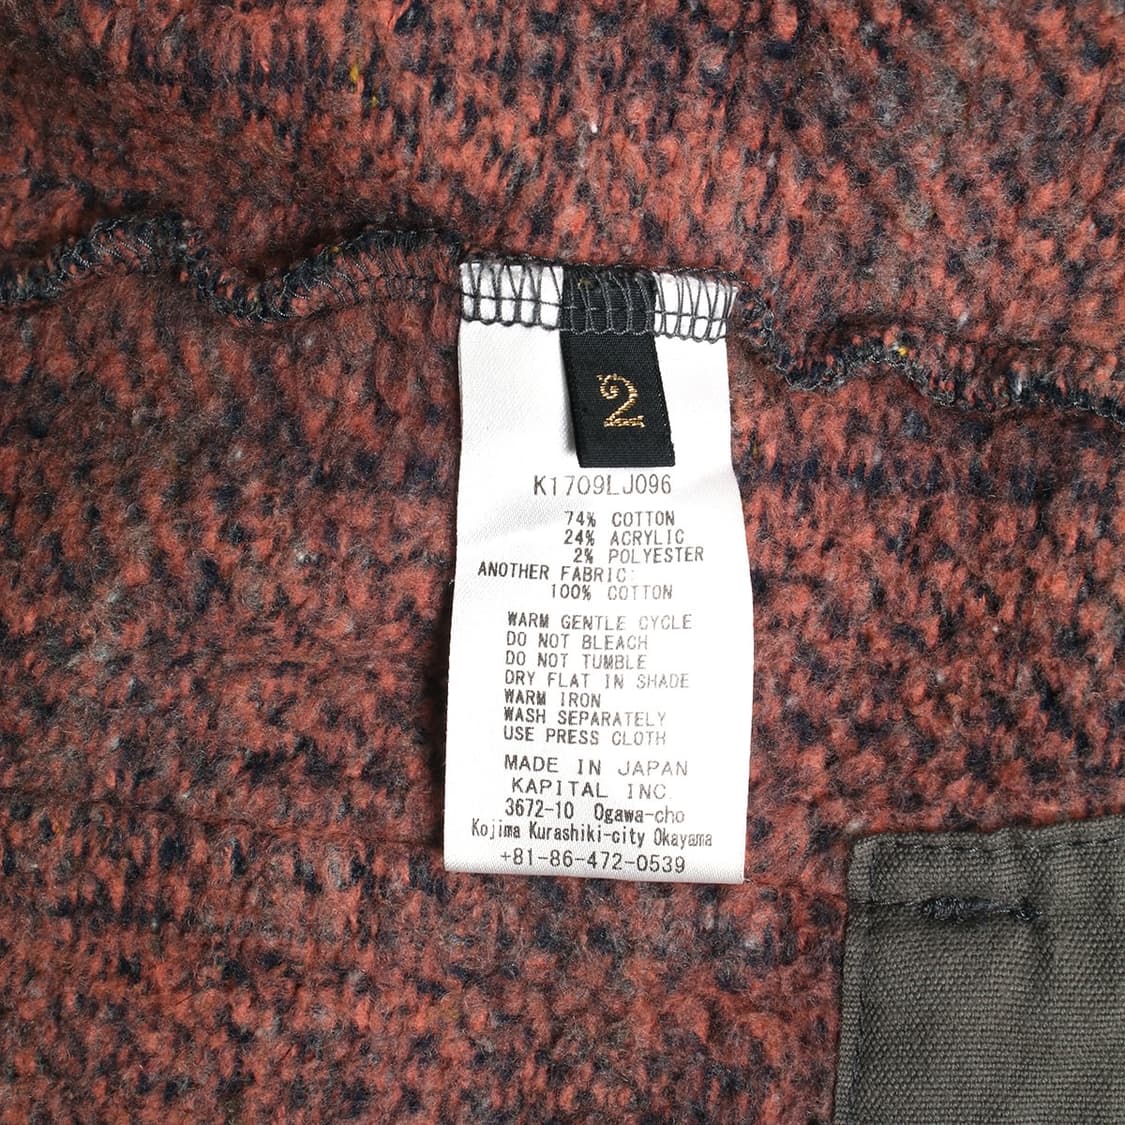 2
K1709LJ096
74% COTTON
24% ACRYLIC
2% POLYESTER
ANOTHER FABRIC:
100% COTTON
WARM GENTLE CYCLE
DO NOT BLEACH
DO NOT TUMBLE
DRY FLAT IN SHADE
WARM IRON
WASH SEPARATELY
USE PRESS CLOTH
MADE IN JAPAN
KAPITAL INC.
3672-10 Ogawa-cho
Kojima Kurashiki-city Okayama
+81-86-472-0539